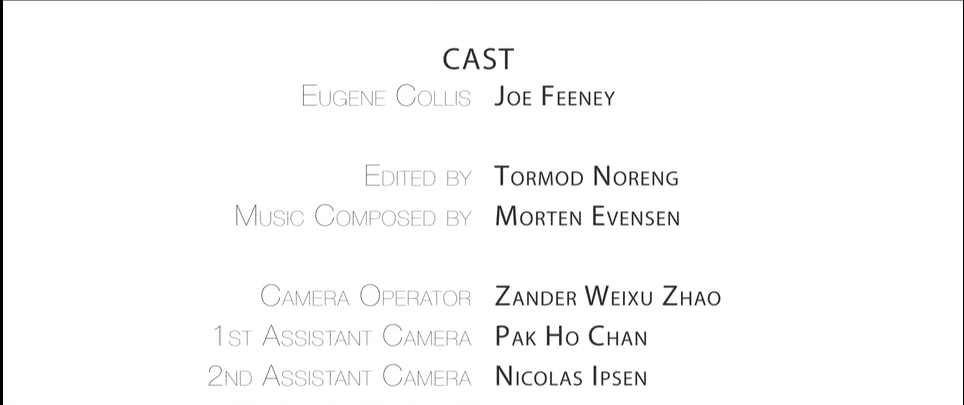 CAST
EUGENE COLLIS JOE FEENEY
EDITED BY TORMOD NORENG
MUSIC COMPOSED BY MORTEN EVENSEN
CAMERA OPERATOR ZANDER WEIXU ZHAO
1ST ASSISTANT CAMERA PAK HO CHAN
2ND ASSISTANT CAMERA NICOLAS IPSEN